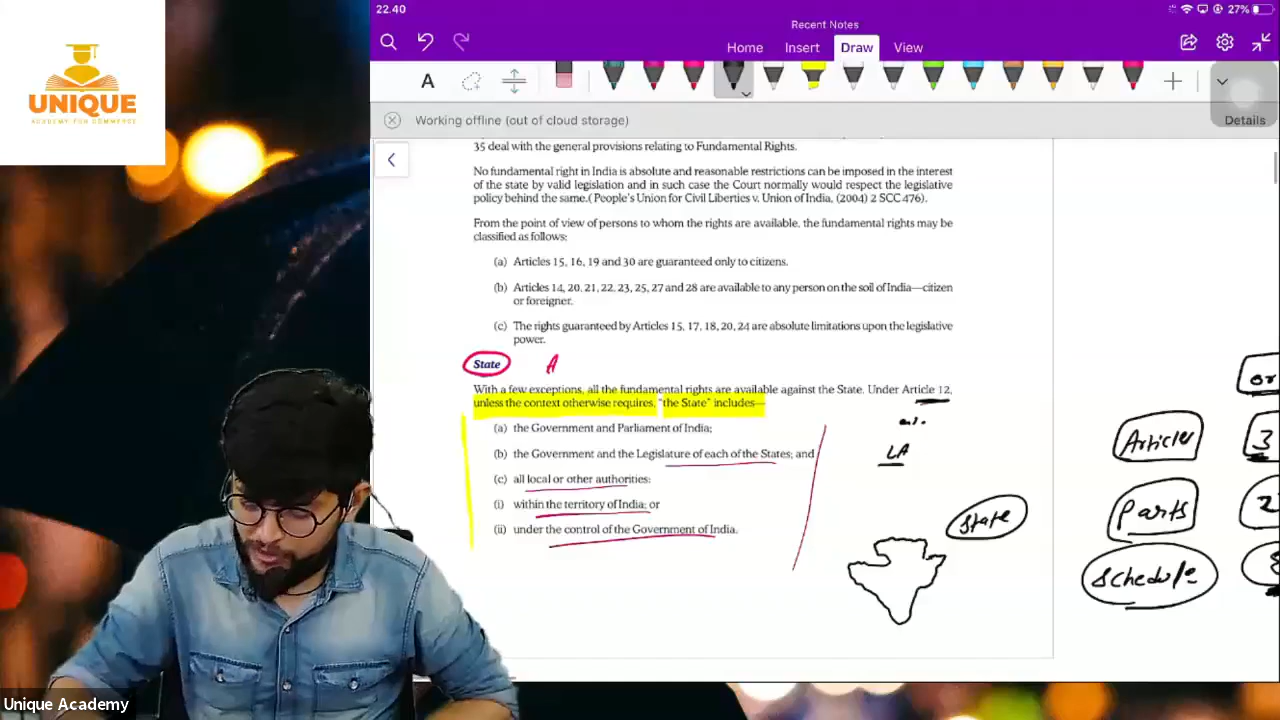 UNIQUE
ACADEMY FOR COMMERCE
22.40
27%
Recent Notes
Home Insert Draw View
A
Working offline (out of cloud storage)
Details
35 deal with the general provisions relating to Fundamental Rights.
No fundamental right in India is absolute and reasonable restrictions can be imposed in the interest
of the state by valid legislation and in such case the Court normally would respect the legislative
policy behind the same.( People's Union for Civil Liberties v. Union of India, (2004) 2 SCC 476).
From the point of view of persons to whom the rights are available, the fundamental rights may be
classified as follows:
(a) Articles 15, 16, 19 and 30 are guaranteed only to citizens.
(b) Articles 14, 20, 21, 22, 23, 25, 27 and 28 are available to any person on the soil of India—citizen
or foreigner.
(c) The rights guaranteed by Articles 15, 17, 18, 20, 24 are absolute limitations upon the legislative
power.
State A
With a few exceptions, all the fundamental rights are available against the State. Under Article 12,
unless the context otherwise requires, "the State" includes—
(a) the Government and Parliament of India;
(b) the Government and the Legislature of each of the States; and
(c) all local or other authorities:
(i) within the territory of India; or
(ii) under the control of the Government of India.
LA
State
or
Articles 3
Parts 2
Schedule
Unique Academy